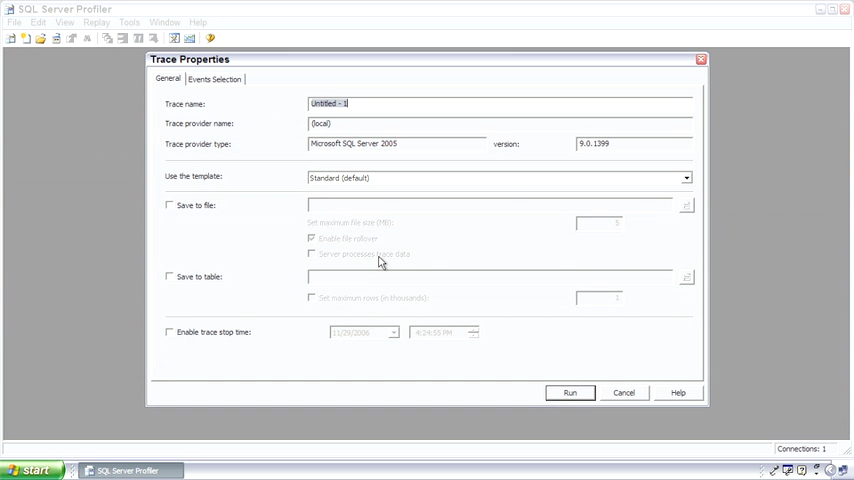 SQL Server Profiler
File Edit View Replay Tools Window Help
Trace Properties
General Events Selection
Trace name: Untitled - 1
Trace provider name: (local)
Trace provider type: Microsoft SQL Server 2005 version: 9.0.1399
Use the template: Standard (default)
Save to file:
Set maximum file size (MB): 5
Enable file rollover
Server processes trace data
Save to table:
Set maximum rows (in thousands): 1
Enable trace stop time: 11/29/2006 4:24:55 PM
Run Cancel Help
Connections: 1
start SQL Server Profiler